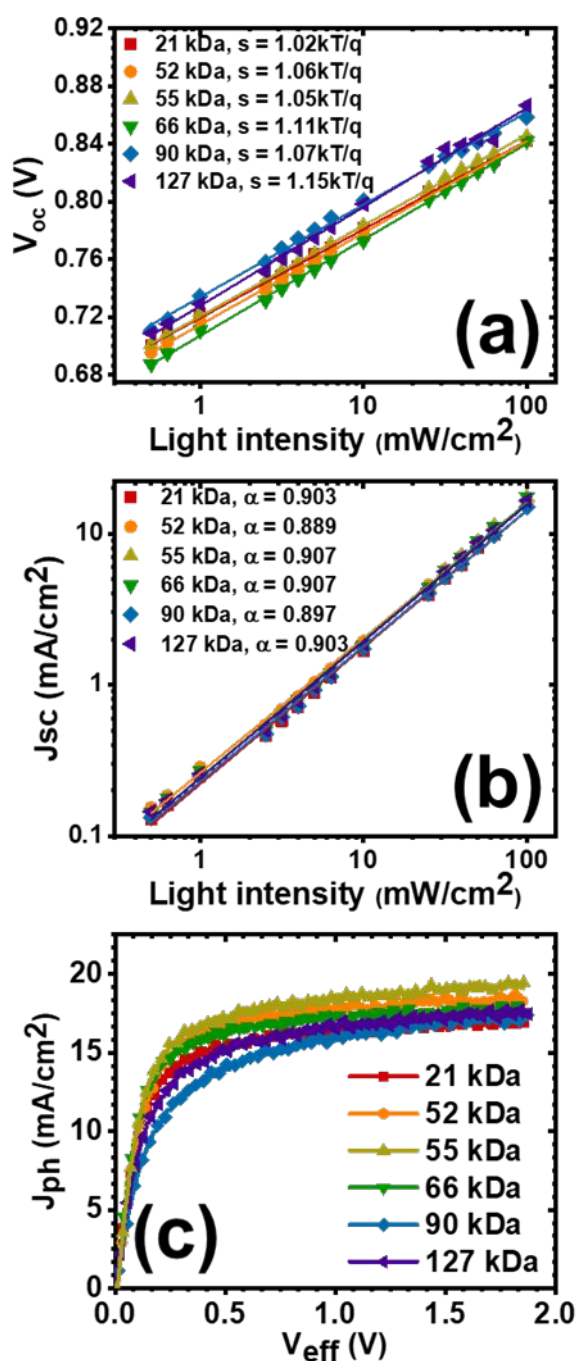 0.92
0.88
0.84
0.80
0.76
0.72
0.68
V_oc (V)
21 kDa, s = 1.02kT/q
52 kDa, s = 1.06kT/q
55 kDa, s = 1.05kT/q
66 kDa, s = 1.11kT/q
90 kDa, s = 1.07kT/q
127 kDa, s = 1.15kT/q
(a)
1 10 100
Light intensity (mW/cm²)
10
1
0.1
Jsc (mA/cm²)
21 kDa, α = 0.903
52 kDa, α = 0.889
55 kDa, α = 0.907
66 kDa, α = 0.907
90 kDa, α = 0.897
127 kDa, α = 0.903
(b)
1 10 100
Light intensity (mW/cm²)
20
15
10
5
0
Jph (mA/cm²)
21 kDa
52 kDa
55 kDa
66 kDa
90 kDa
127 kDa
(c)
0.0 0.5 1.0 1.5 2.0
V_eff (V)